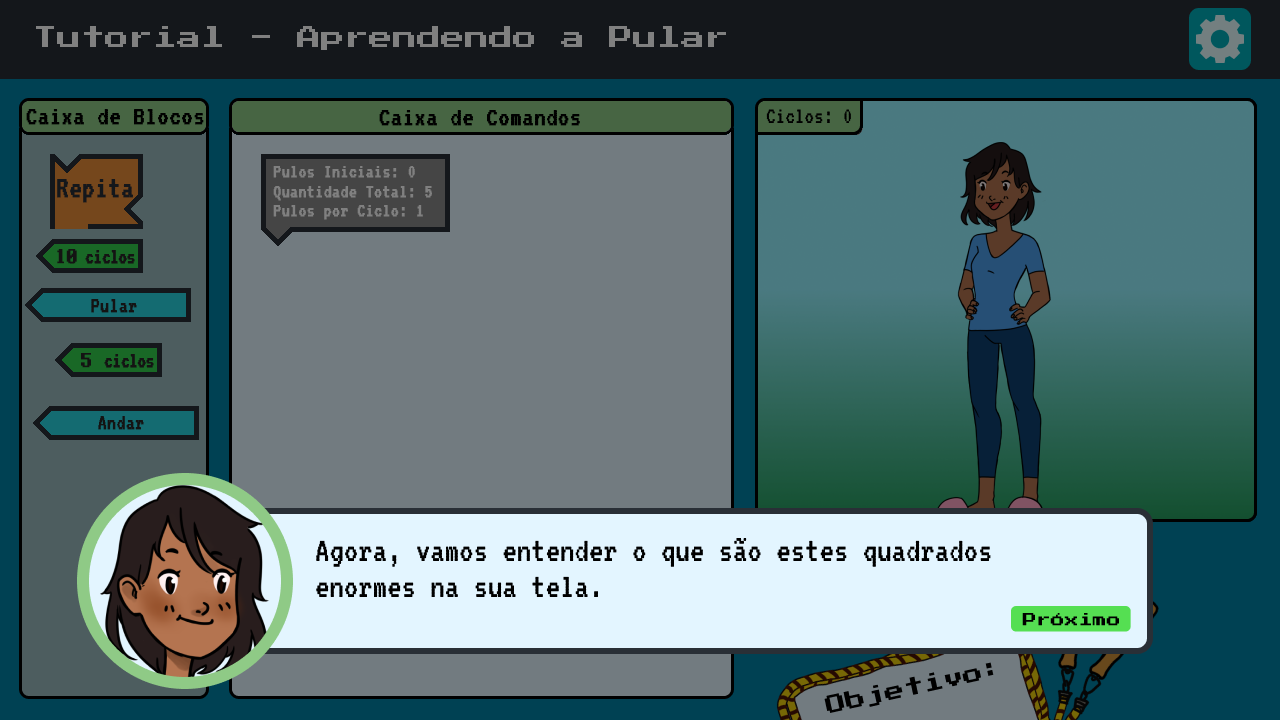 Tutorial - Aprendendo a Pular
Caixa de Blocos
Repita
10 ciclos
Pular
5 ciclos
Andar
Caixa de Comandos
Pulos Iniciais: 0
Quantidade Total: 5
Pulos por Ciclo: 1
Ciclos: 0
Agora, vamos entender o que são estes quadrados
enormes na sua tela.
Próximo
Objetivo: